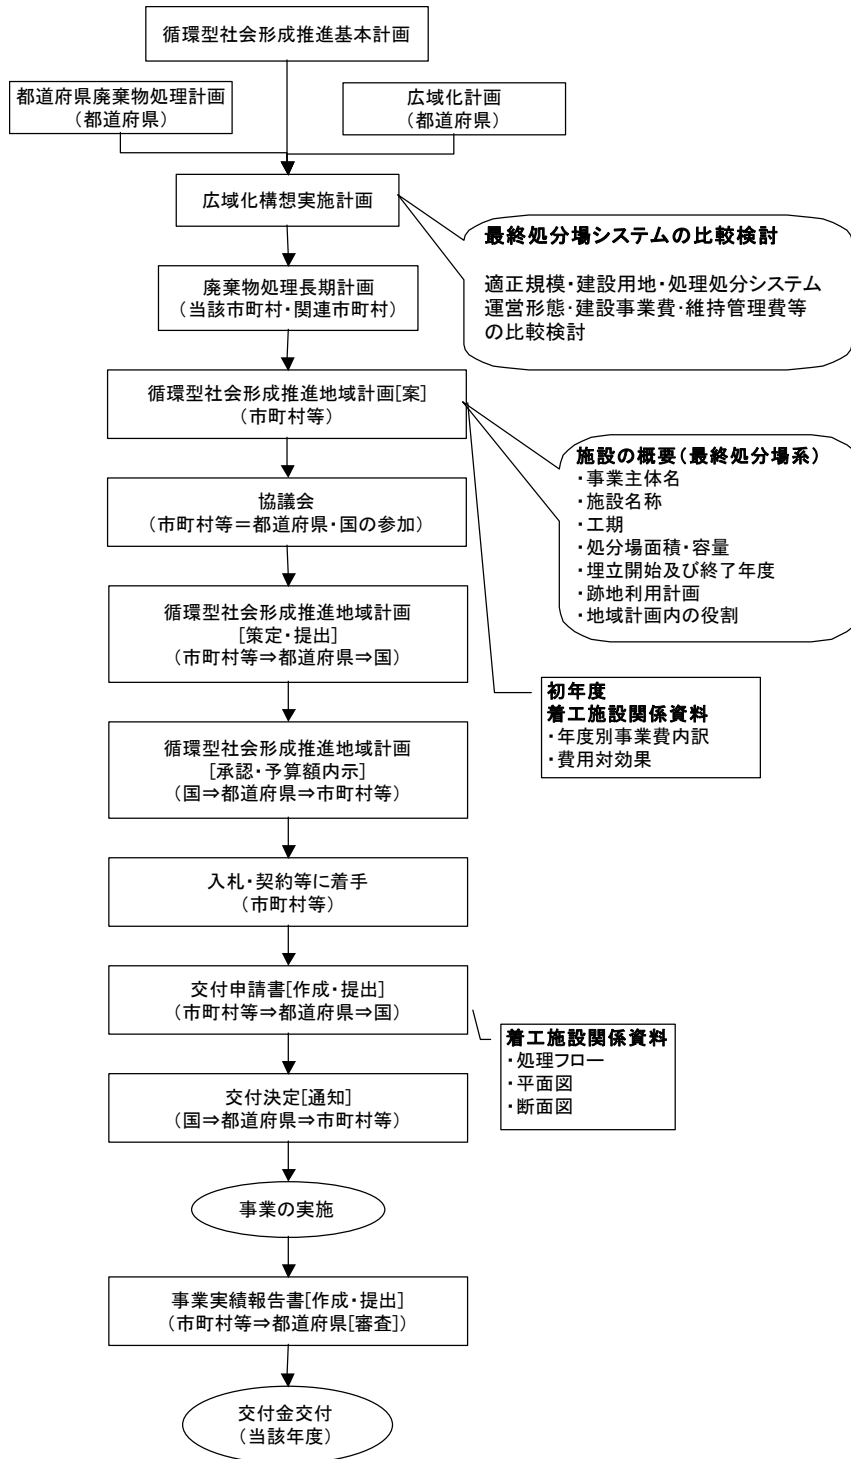 循環型社会形成推進基本計画
都道府県廃棄物処理計画
（都道府県）
広域化計画
（都道府県）
広域化構想実施計画
最終処分場システムの比較検討
適正規模・建設用地・処理処分システム
運営形態・建設事業費・維持管理費等
の比較検討
廃棄物処理長期計画
（当該市町村・関連市町村）
循環型社会形成推進地域計画[案]
（市町村等）
施設の概要（最終処分場系）
・事業主体名
・施設名称
・工期
・処分場面積・容量
・埋立開始及び終了年度
・跡地利用計画
・地域計画内の役割
協議会
（市町村等＝都道府県・国の参加）
循環型社会形成推進地域計画
[策定・提出]
（市町村等⇒都道府県⇒国）
初年度
着工施設関係資料
・年度別事業費内訳
・費用対効果
循環型社会形成推進地域計画
[承認・予算額内示]
（国⇒都道府県⇒市町村等）
入札・契約等に着手
（市町村等）
交付申請書[作成・提出]
（市町村等⇒都道府県⇒国）
着工施設関係資料
・処理フロー
・平面図
・断面図
交付決定[通知]
（国⇒都道府県⇒市町村等）
事業の実施
事業実績報告書[作成・提出]
（市町村等⇒都道府県[審査]）
交付金交付
（当該年度）